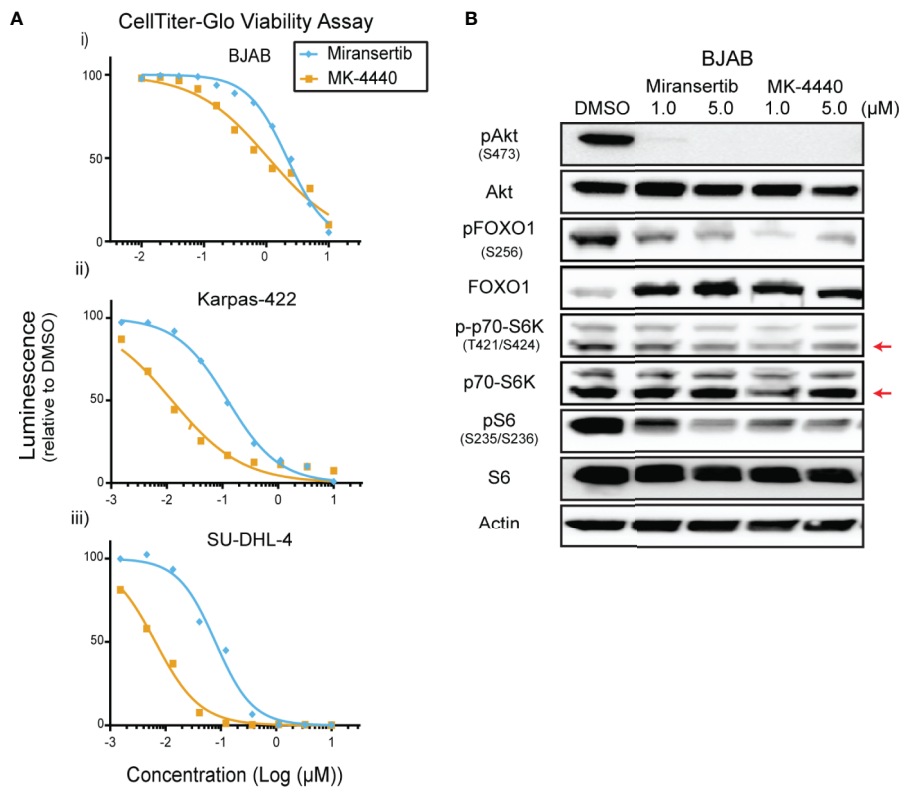 A
CellTiter-Glo Viability Assay
i)
BJAB
Miransertib
MK-4440
100
50
0
-2
-1
0
1
ii)
Karpas-422
100
50
0
-3
-2
-1
0
1
iii)
SU-DHL-4
100
50
0
-3
-2
-1
0
1
Luminescence
(relative to DMSO)
Concentration (Log (µM))
B
BJAB
Miransertib MK-4440
DMSO 1.0 5.0 1.0 5.0 (µM)
pAkt
(S473)
Akt
pFOXO1
(S256)
FOXO1
p-p70-S6K
(T421/S424)
p70-S6K
pS6
(S235/S236)
S6
Actin